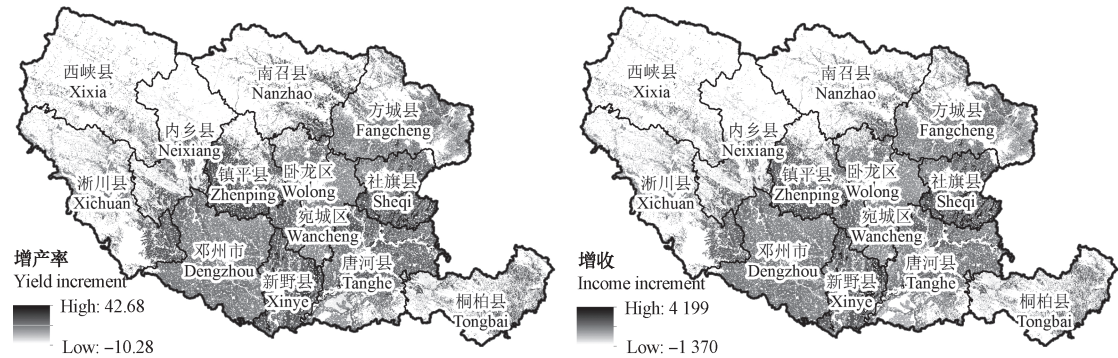 西峡县
Xixia
南召县
Nanzhao
方城县
Fangcheng
内乡县
Neixiang
镇平县
Zhenping
卧龙区
Wolong
社旗县
Sheqi
淅川县
Xichuan
宛城区
Wancheng
邓州市
Dengzhou
唐河县
Tanghe
新野县
Xinye
桐柏县
Tongbai
增产率
Yield increment
High: 42.68
Low: –10.28
西峡县
Xixia
南召县
Nanzhao
方城县
Fangcheng
内乡县
Neixiang
镇平县
Zhenping
卧龙区
Wolong
社旗县
Sheqi
淅川县
Xichuan
宛城区
Wancheng
邓州市
Dengzhou
唐河县
Tanghe
新野县
Xinye
桐柏县
Tongbai
增收
Income increment
High: 4 199
Low: –1 370